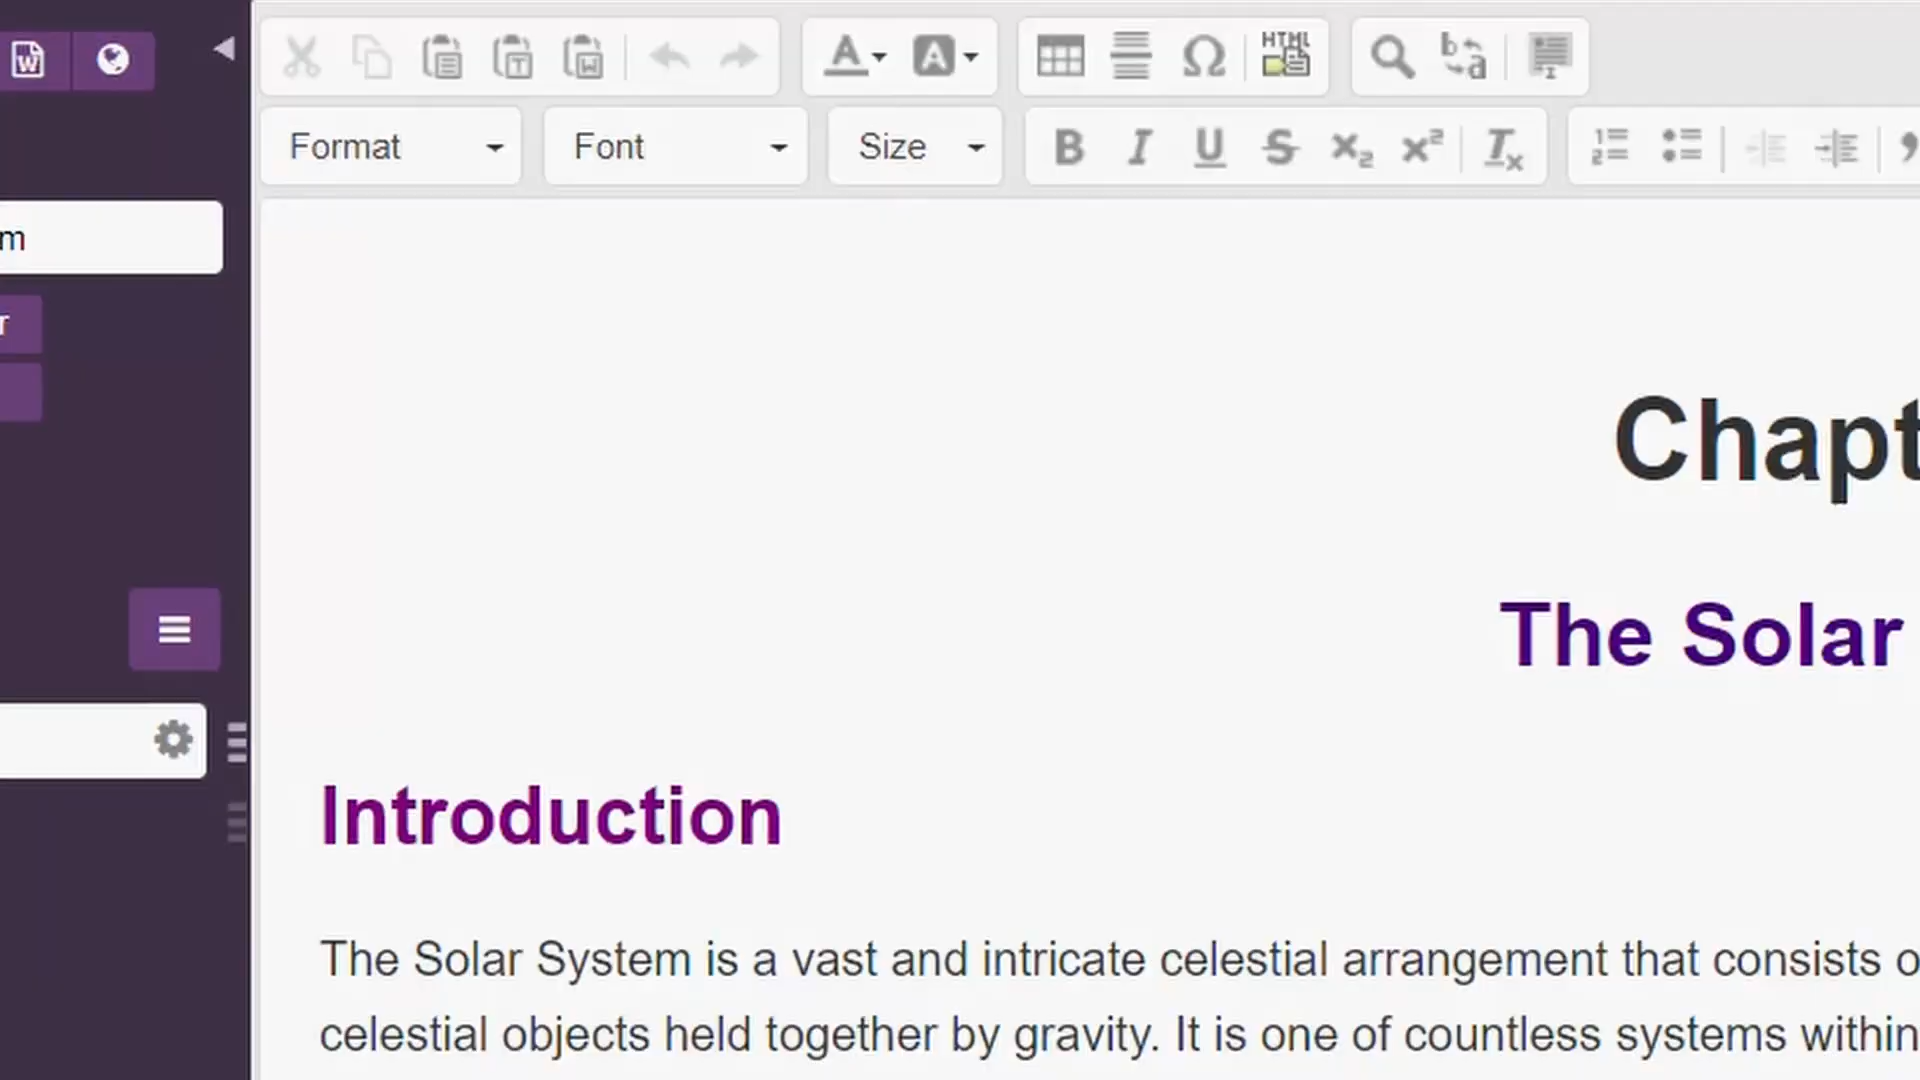 HTML
Format Font Size
m
r
Chapt
The Solar
Introduction
The Solar System is a vast and intricate celestial arrangement that consists o
celestial objects held together by gravity. It is one of countless systems within